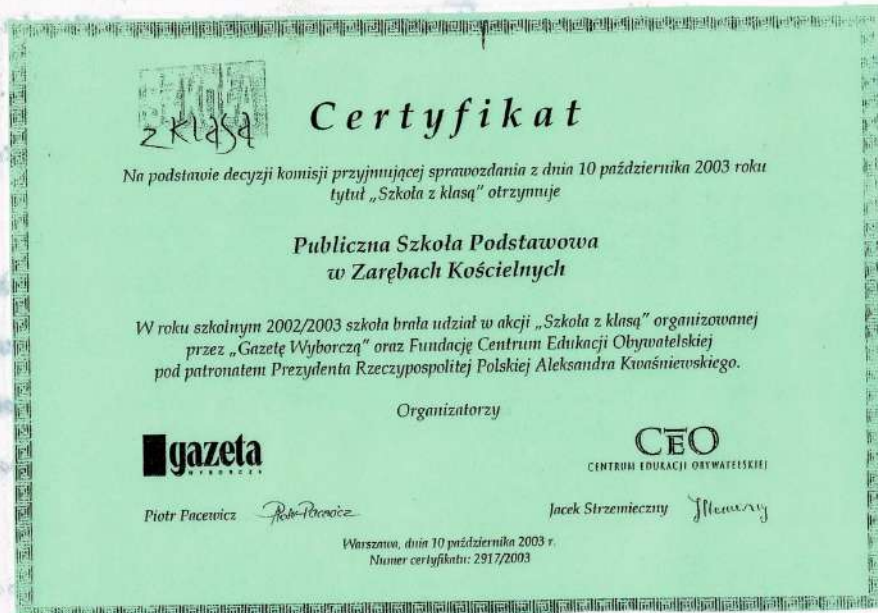 SZKOŁA
z klasą
Certyfikat
Na podstawie decyzji komisji przyjmującej sprawozdania z dnia 10 października 2003 roku
tytuł „Szkoła z klasą” otrzymuje
Publiczna Szkoła Podstawowa
w Zarębach Kościelnych
W roku szkolnym 2002/2003 szkoła brała udział w akcji „Szkoła z klasą” organizowanej
przez „Gazetę Wyborczą” oraz Fundację Centrum Edukacji Obywatelskiej
pod patronatem Prezydenta Rzeczypospolitej Polskiej Aleksandra Kwaśniewskiego.
Organizatorzy
gazeta
WYBORCZA
CEO
CENTRUM EDUKACJI OBYWATELSKIEJ
Piotr Pacewicz Piotr Pacewicz
Jacek Strzemieczny
Warszawa, dnia 10 października 2003 r.
Numer certyfikatu: 2917/2003